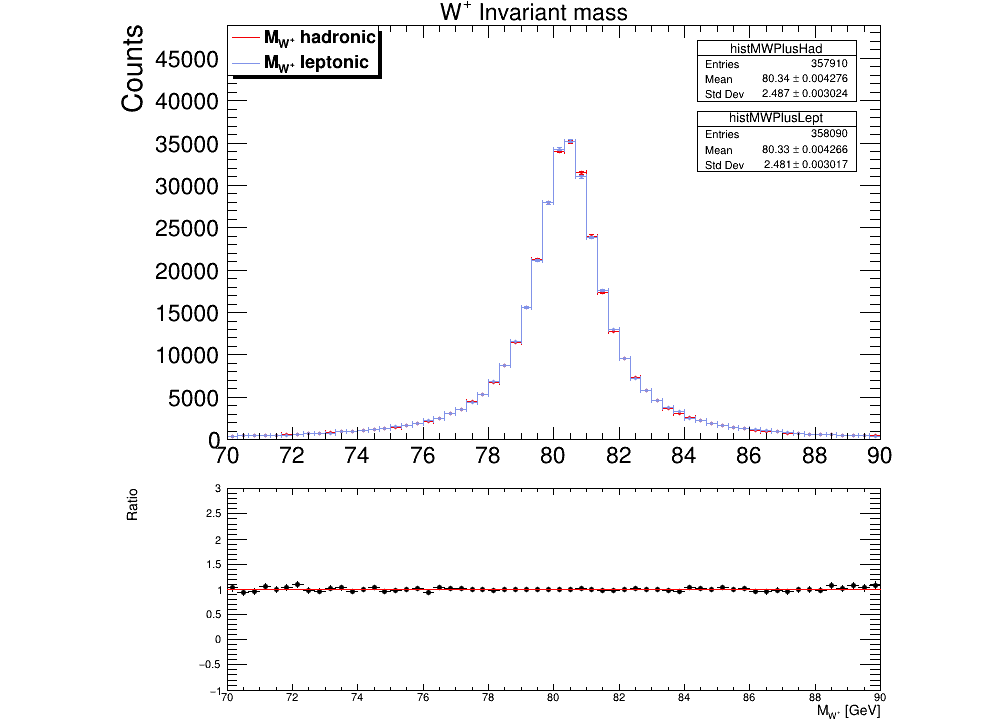 W⁺ Invariant mass
Counts
M_W⁺ hadronic
M_W⁺ leptonic
histMWPlusHad
Entries 357910
Mean 80.34 ± 0.004276
Std Dev 2.487 ± 0.003024
histMWPlusLept
Entries 358090
Mean 80.33 ± 0.004266
Std Dev 2.481 ± 0.003017
45000
40000
35000
30000
25000
20000
15000
10000
5000
0
70 72 74 76 78 80 82 84 86 88 90
Ratio
3
2.5
2
1.5
1
0.5
0
−0.5
−1
70 72 74 76 78 80 82 84 86 88 90
M_W⁺ [GeV]